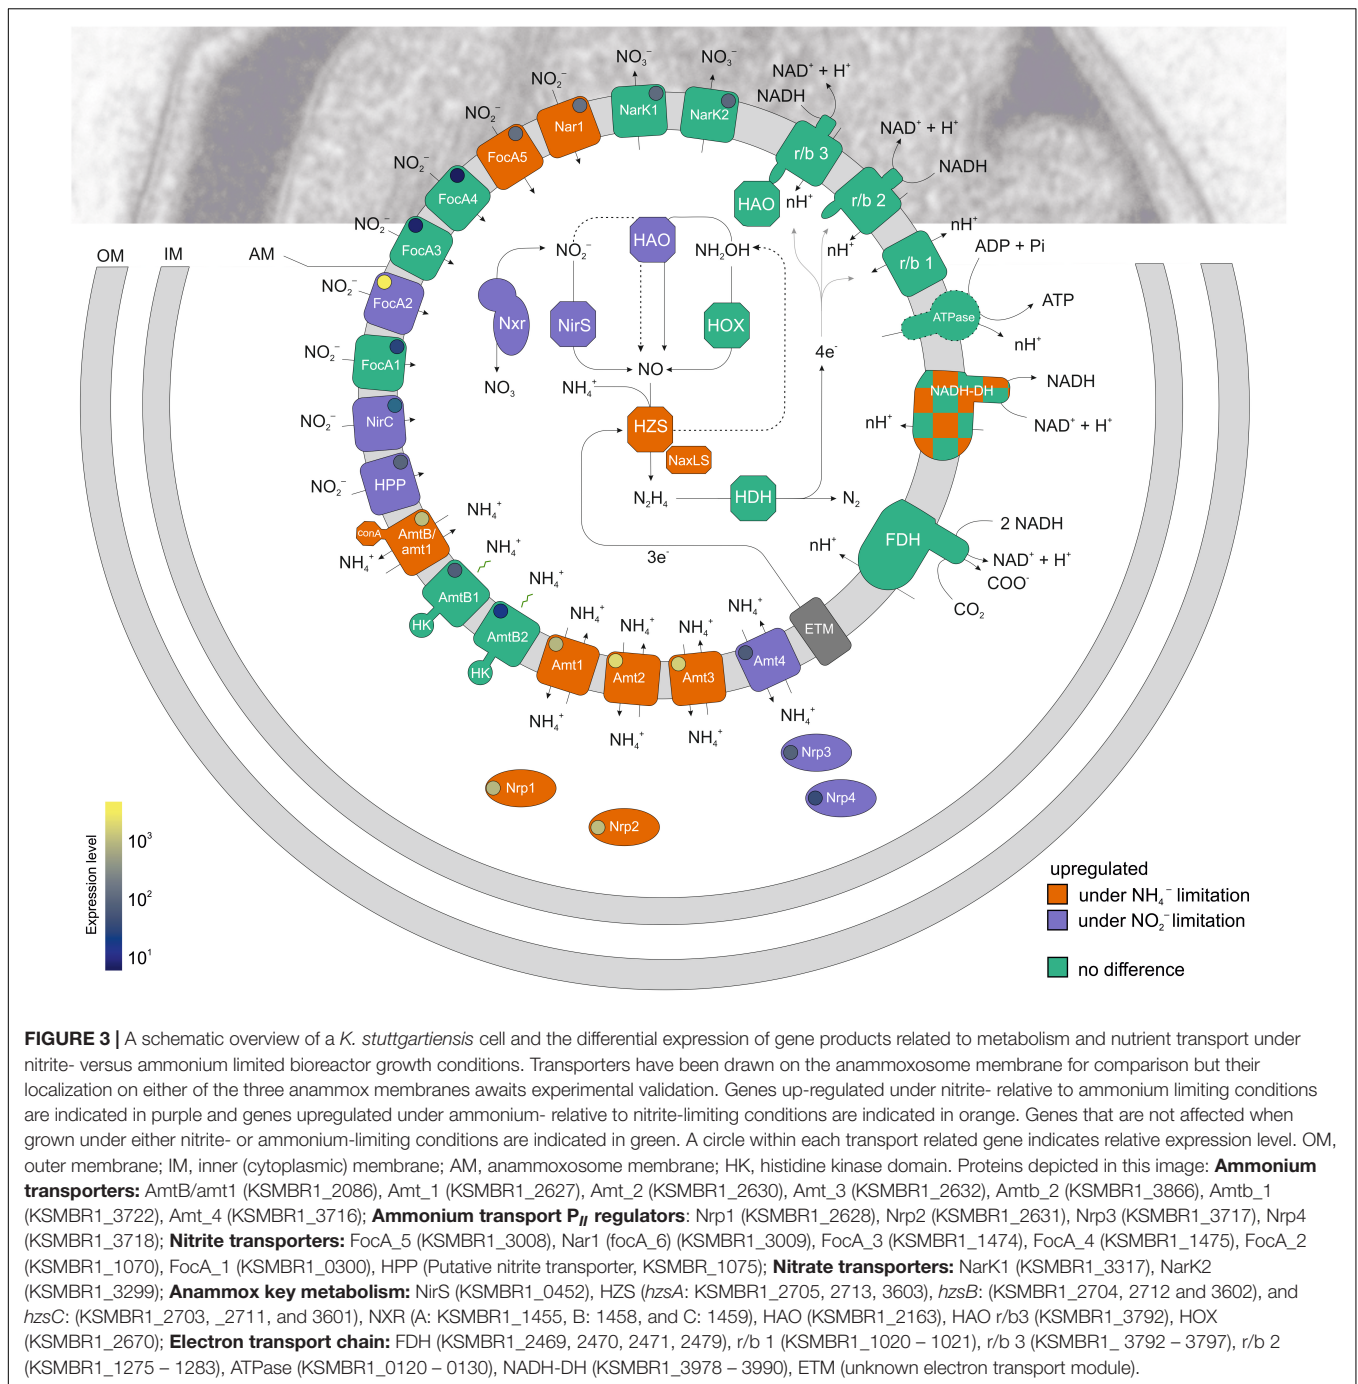 NO₃⁻
NO₃⁻
NO₂⁻
NAD⁺ + H⁺
NADH
NO₂⁻
NarK1
NarK2
Nar1
NAD⁺ + H⁺
FocA5
r/b 3
NADH
NO₂⁻
FocA4
HAO
nH⁺
r/b 2
NO₂⁻
FocA3
HAO
NO₂⁻
NH₂OH
nH⁺
nH⁺
r/b 1
ADP + Pi
OM
IM
AM
NO₂⁻
FocA2
Nxr
NirS
HOX
ATPase
ATP
nH⁺
NO₂⁻
FocA1
4e⁻
NO
NO₃
NH₄⁺
NADH-DH
NADH
NO₂⁻
NirC
HZS
nH⁺
NAD⁺ + H⁺
NaxLS
NO₂⁻
HPP
N₂H₄
HDH
N₂
NH₄⁺
conA
AmtB/
amt1
2 NADH
NH₄⁺
NH₄⁺
3e⁻
nH⁺
FDH
NAD⁺ + H⁺
COO⁻
CO₂
AmtB1
NH₄⁺
HK
AmtB2
HK
NH₄⁺
NH₄⁺
NH₄⁺
NH₄⁺
ETM
Amt1
Amt2
Amt3
Amt4
NH₄⁺
NH₄⁺
NH₄⁺
NH₄⁺
Nrp3
Nrp1
Nrp4
Nrp2
Expression level
10³
10²
10¹
upregulated
under NH₄⁻ limitation
under NO₂⁻ limitation
no difference
FIGURE 3 | A schematic overview of a K. stuttgartiensis cell and the differential expression of gene products related to metabolism and nutrient transport under
nitrite- versus ammonium limited bioreactor growth conditions. Transporters have been drawn on the anammoxosome membrane for comparison but their
localization on either of the three anammox membranes awaits experimental validation. Genes up-regulated under nitrite- relative to ammonium limiting conditions
are indicated in purple and genes upregulated under ammonium- relative to nitrite-limiting conditions are indicated in orange. Genes that are not affected when
grown under either nitrite- or ammonium-limiting conditions are indicated in green. A circle within each transport related gene indicates relative expression level. OM,
outer membrane; IM, inner (cytoplasmic) membrane; AM, anammoxosome membrane; HK, histidine kinase domain. Proteins depicted in this image: Ammonium
transporters: AmtB/amt1 (KSMBR1_2086), Amt_1 (KSMBR1_2627), Amt_2 (KSMBR1_2630), Amt_3 (KSMBR1_2632), Amtb_2 (KSMBR1_3866), Amtb_1
(KSMBR1_3722), Amt_4 (KSMBR1_3716); Ammonium transport P_II regulators: Nrp1 (KSMBR1_2628), Nrp2 (KSMBR1_2631), Nrp3 (KSMBR1_3717), Nrp4
(KSMBR1_3718); Nitrite transporters: FocA_5 (KSMBR1_3008), Nar1 (focA_6) (KSMBR1_3009), FocA_3 (KSMBR1_1474), FocA_4 (KSMBR1_1475), FocA_2
(KSMBR1_1070), FocA_1 (KSMBR1_0300), HPP (Putative nitrite transporter, KSMBR_1075); Nitrate transporters: NarK1 (KSMBR1_3317), NarK2
(KSMBR1_3299); Anammox key metabolism: NirS (KSMBR1_0452), HZS (hzsA: KSMBR1_2705, 2713, 3603), hzsB: (KSMBR1_2704, 2712 and 3602), and
hzsC: (KSMBR1_2703, _2711, and 3601), NXR (A: KSMBR1_1455, B: 1458, and C: 1459), HAO (KSMBR1_2163), HAO r/b3 (KSMBR1_3792), HOX
(KSMBR1_2670); Electron transport chain: FDH (KSMBR1_2469, 2470, 2471, 2479), r/b 1 (KSMBR1_1020 – 1021), r/b 3 (KSMBR1_ 3792 – 3797), r/b 2
(KSMBR1_1275 – 1283), ATPase (KSMBR1_0120 – 0130), NADH-DH (KSMBR1_3978 – 3990), ETM (unknown electron transport module).